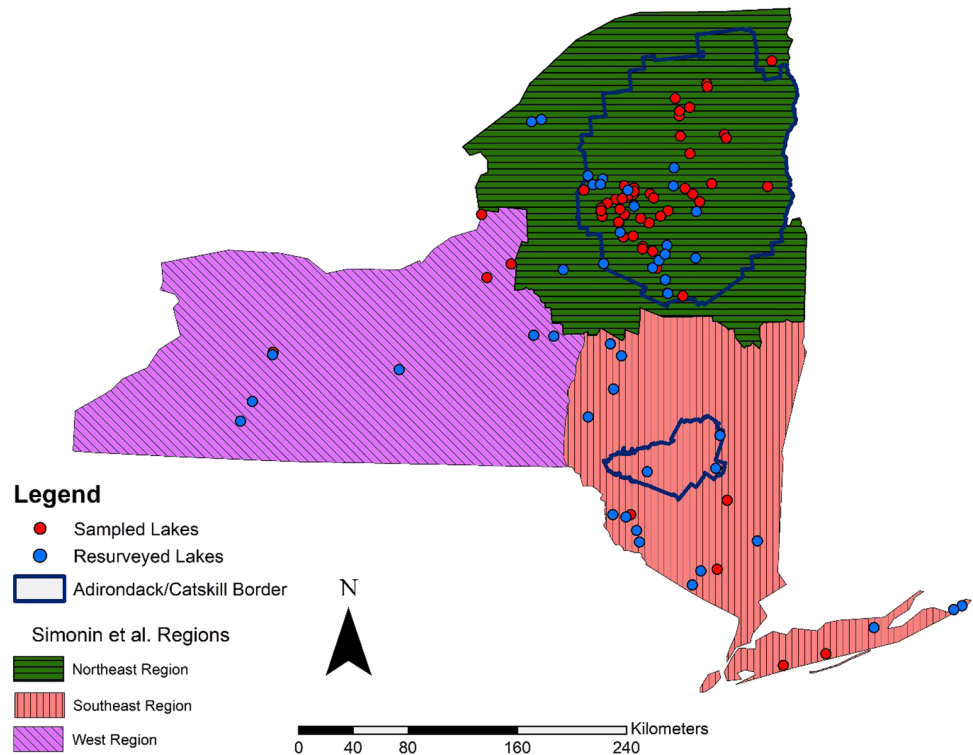 Legend
Sampled Lakes
Resurveyed Lakes
Adirondack/Catskill Border
Simonin et al. Regions
Northeast Region
Southeast Region
West Region
N
Kilometers
0 40 80 160 240